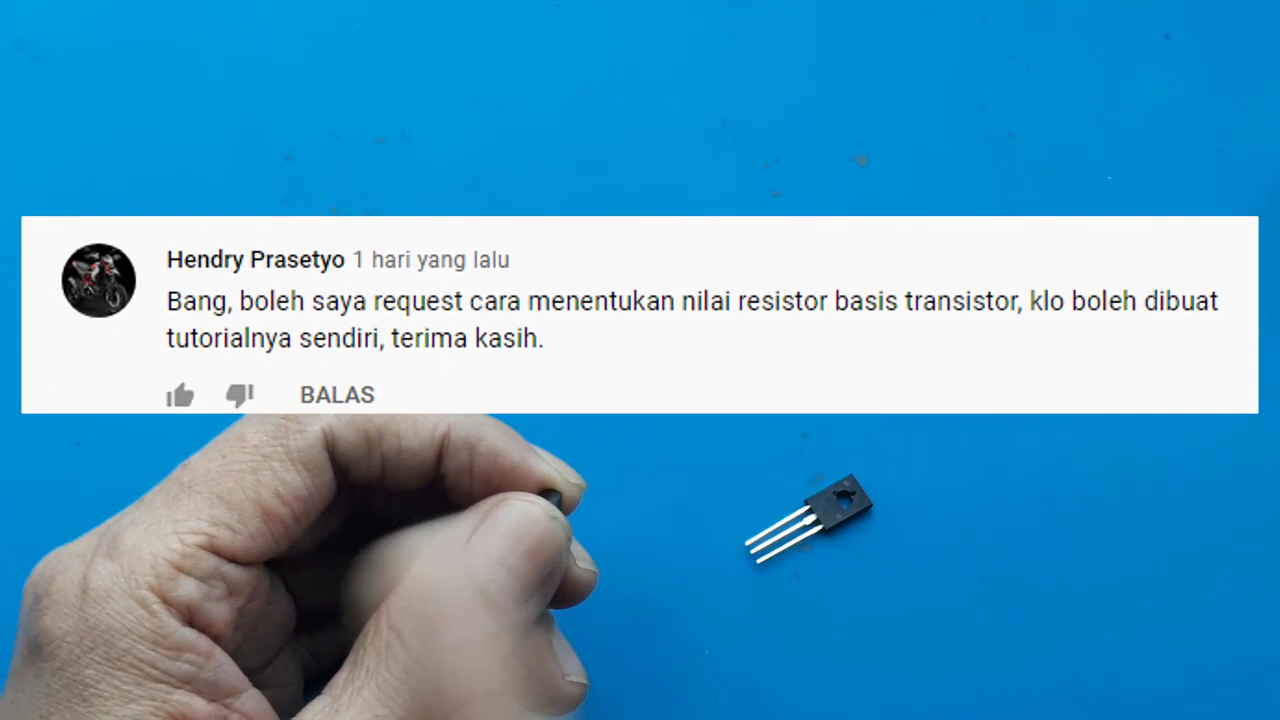 Hendry Prasetyo 1 hari yang lalu
Bang, boleh saya request cara menentukan nilai resistor basis transistor, klo boleh dibuat
tutorialnya sendiri, terima kasih.
BALAS